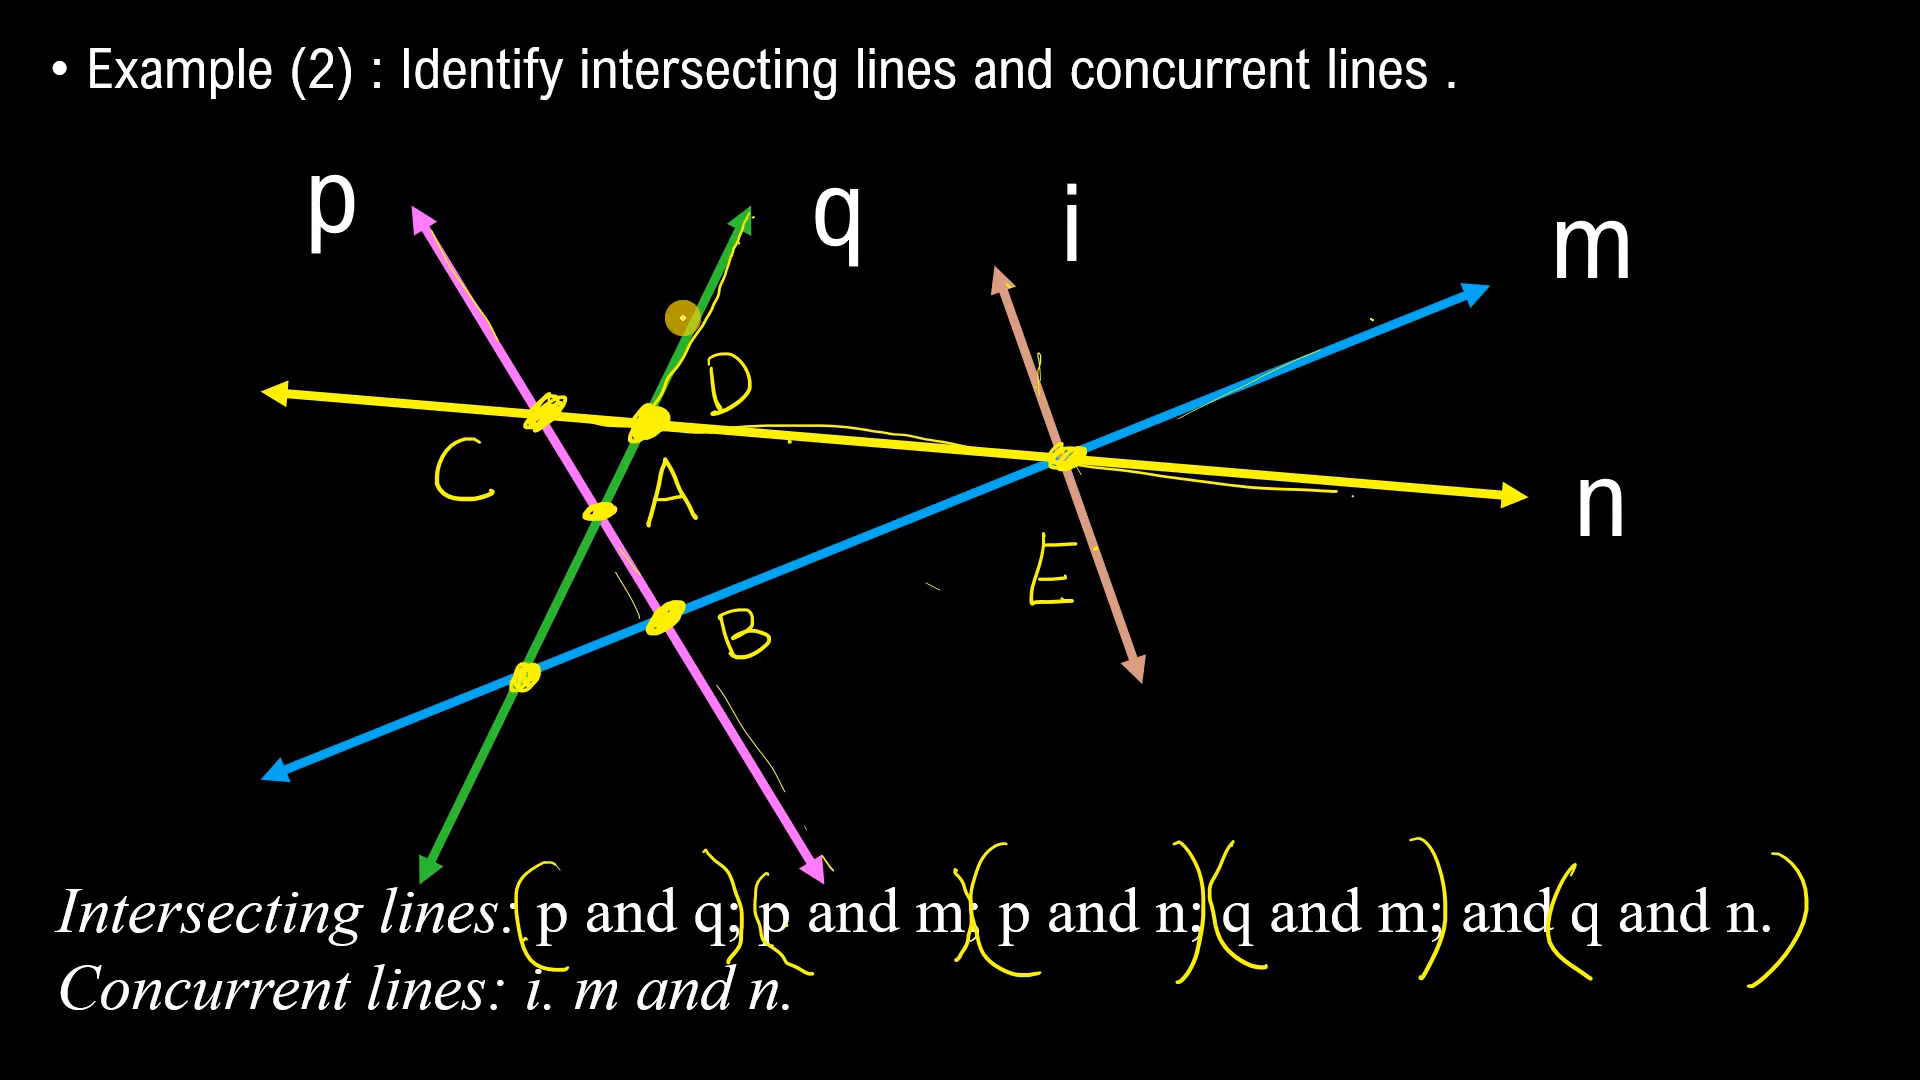 • Example (2) : Identify intersecting lines and concurrent lines .
p
q
i
m
D
C
A
n
E
B
Intersecting lines: p and q; p and m; p and n; q and m; and q and n.
Concurrent lines: i. m and n.